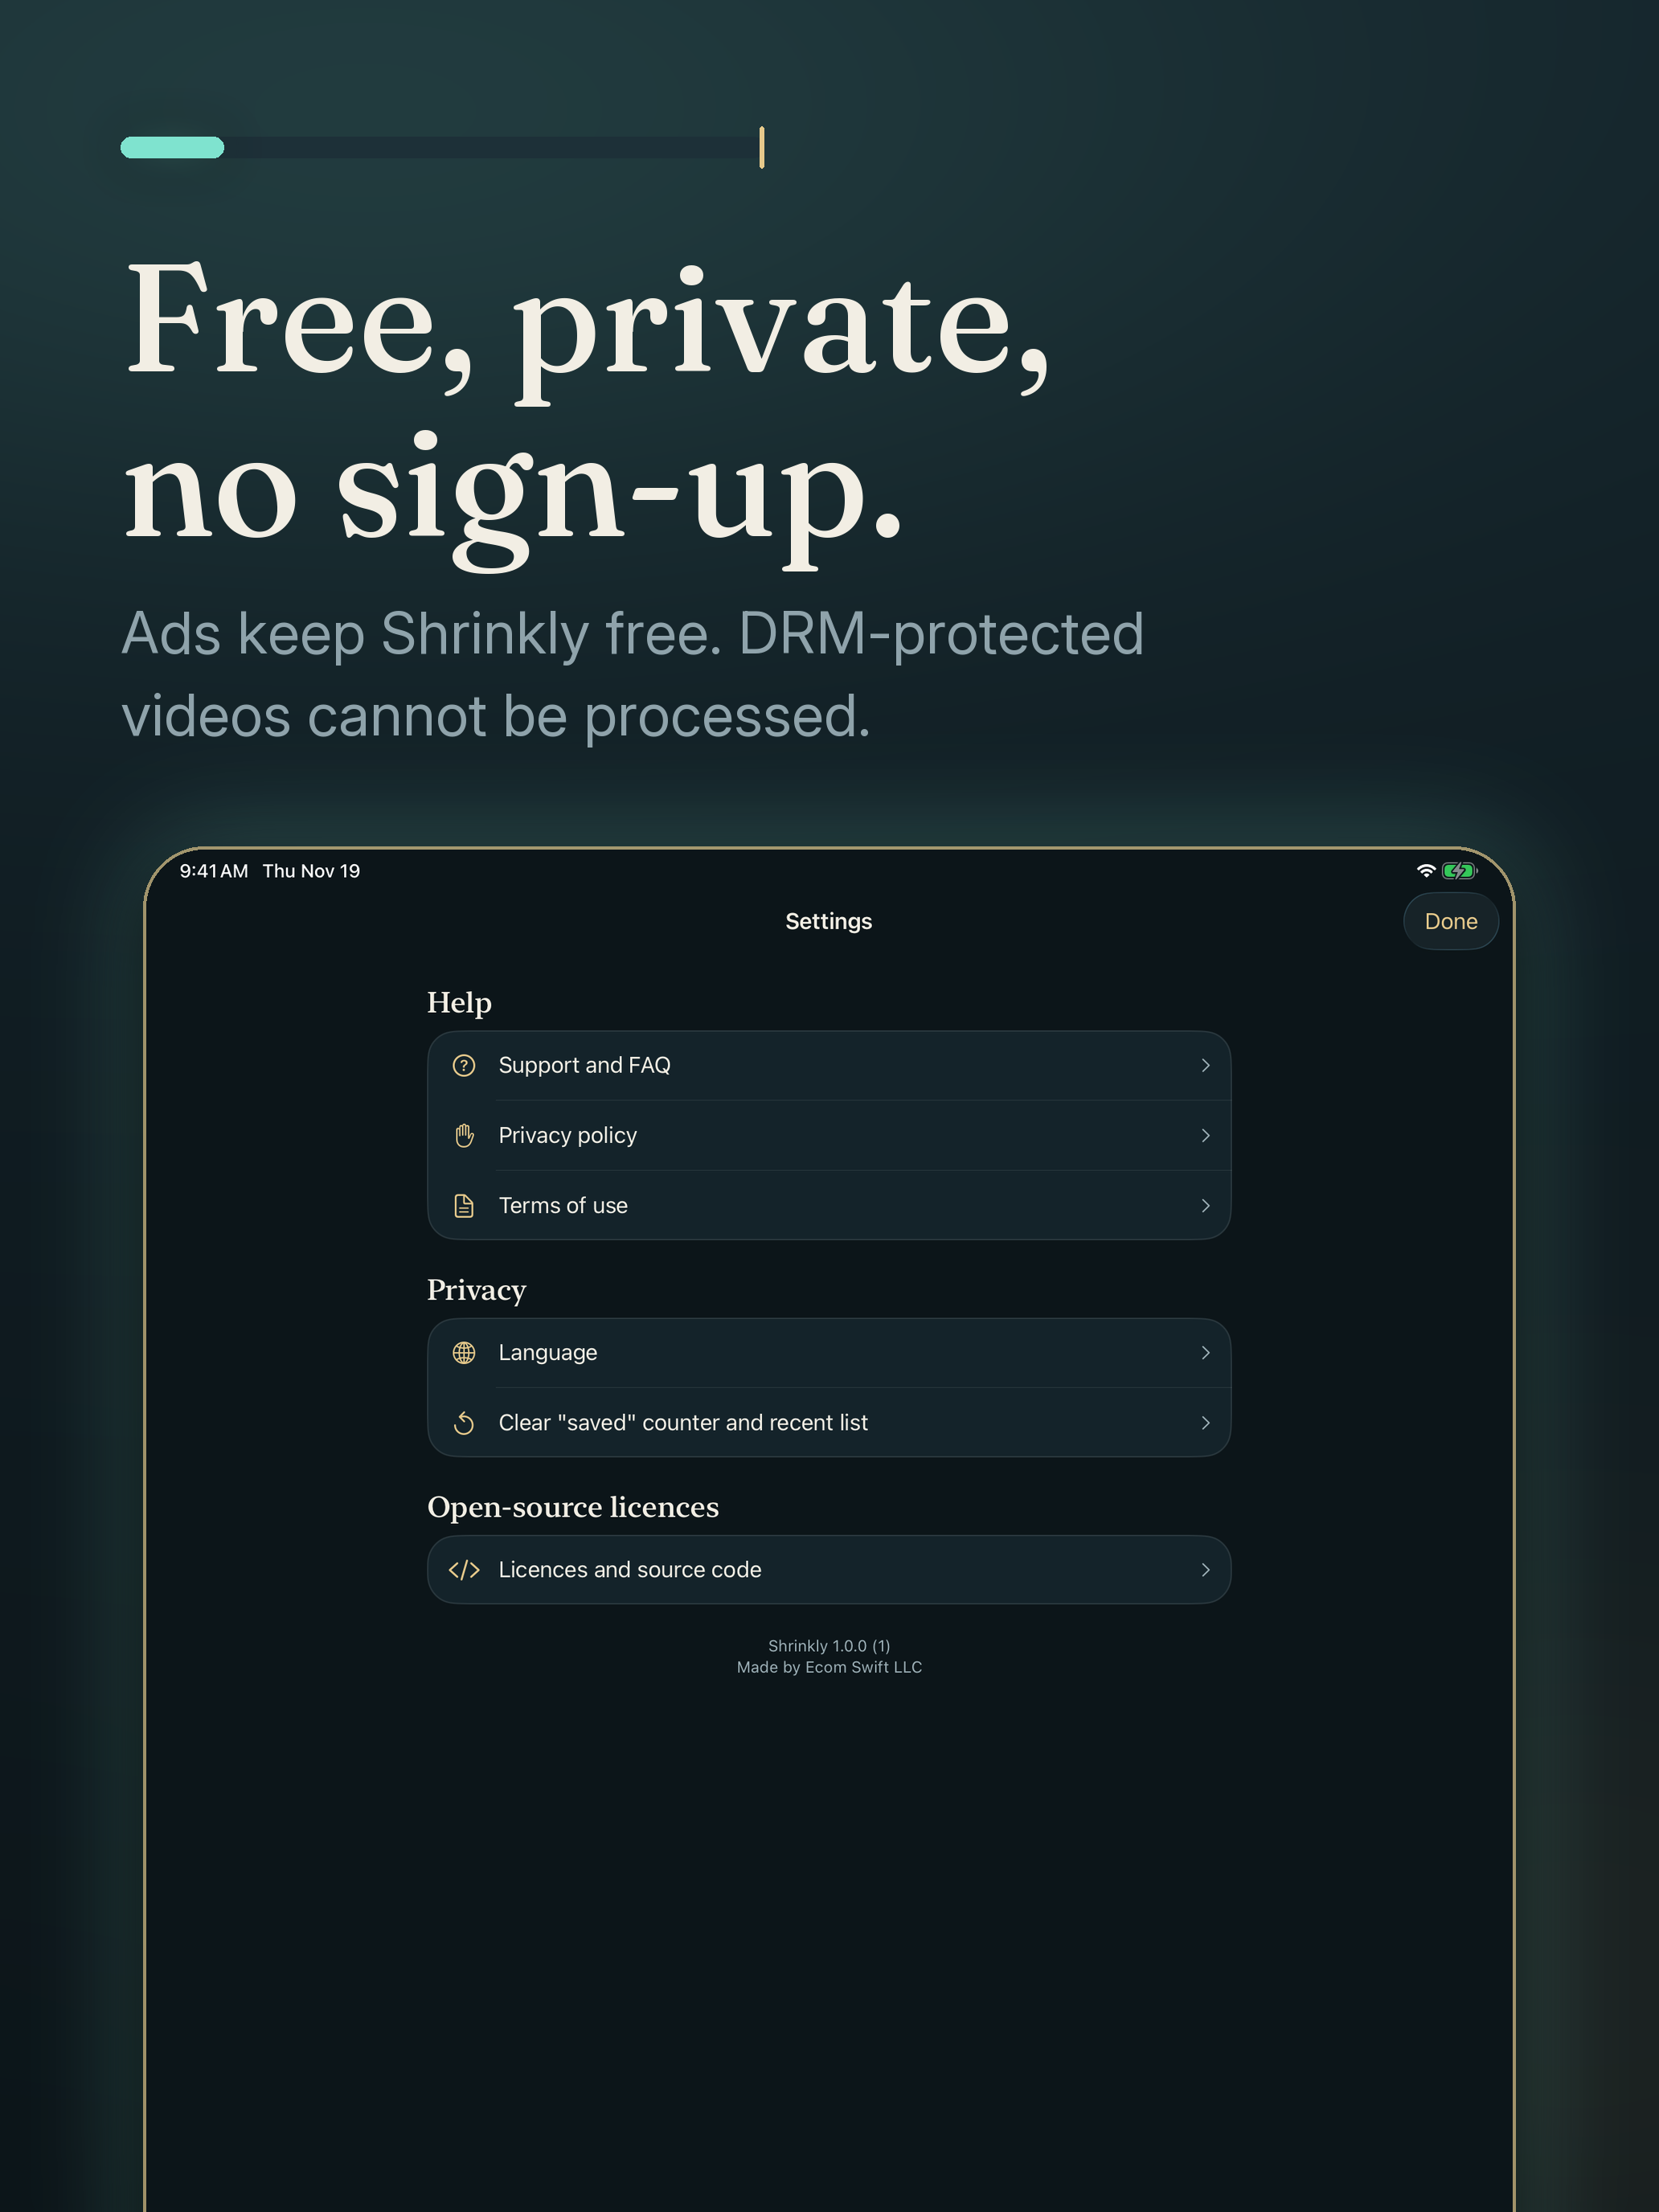 Free, private,
no sign-up.
Ads keep Shrinkly free. DRM-protected
videos cannot be processed.
9:41 AM Thu Nov 19
Settings
Done
Help
Support and FAQ
Privacy policy
Terms of use
Privacy
Language
Clear "saved" counter and recent list
Open-source licences
Licences and source code
Shrinkly 1.0.0 (1)
Made by Ecom Swift LLC